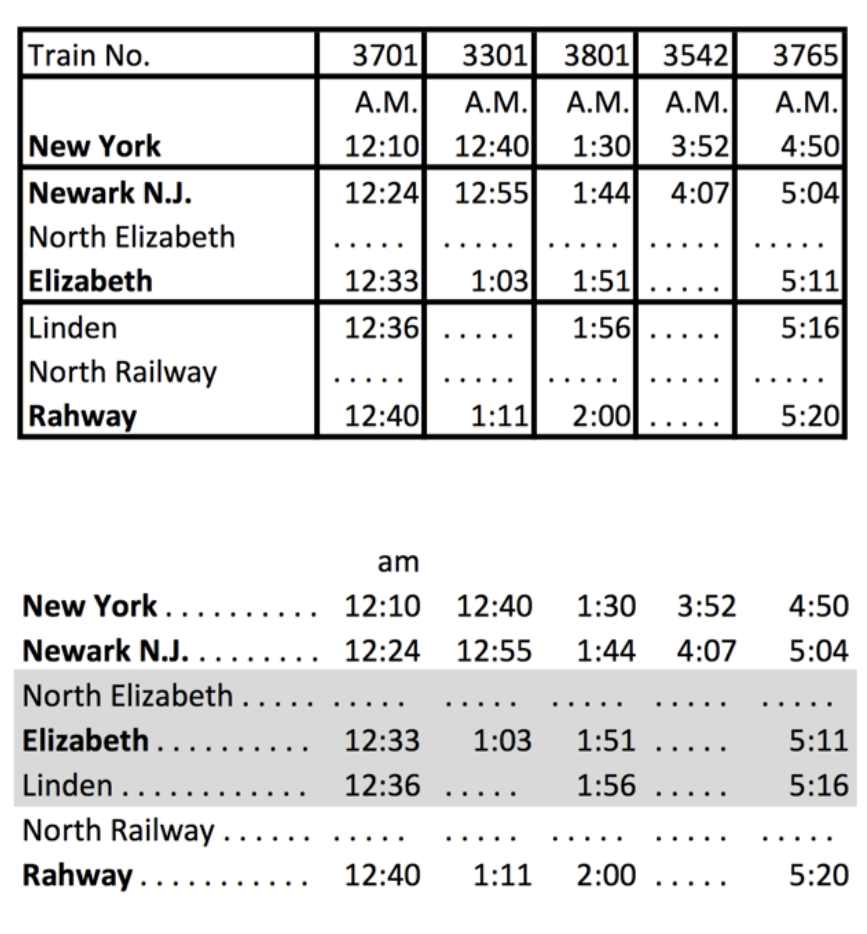 Train No. 3701 3301 3801 3542 3765
A.M. A.M. A.M. A.M. A.M.
New York 12:10 12:40 1:30 3:52 4:50
Newark N.J. 12:24 12:55 1:44 4:07 5:04
North Elizabeth . . . . . . . . . . . . . . . . . . . . . . . . .
Elizabeth 12:33 1:03 1:51 . . . . . 5:11
Linden 12:36 . . . . . 1:56 . . . . . 5:16
North Railway . . . . . . . . . . . . . . . . . . . . . . . . .
Rahway 12:40 1:11 2:00 . . . . . 5:20
am
New York . . . . . . . . . . 12:10 12:40 1:30 3:52 4:50
Newark N.J. . . . . . . . . 12:24 12:55 1:44 4:07 5:04
North Elizabeth . . . . . . . . . . . . . . . . . . . . . . . . . . . . . .
Elizabeth . . . . . . . . . . 12:33 1:03 1:51 . . . . . 5:11
Linden . . . . . . . . . . . . 12:36 . . . . . 1:56 . . . . . 5:16
North Railway . . . . . . . . . . . . . . . . . . . . . . . . . . . . . . .
Rahway . . . . . . . . . . . 12:40 1:11 2:00 . . . . . 5:20